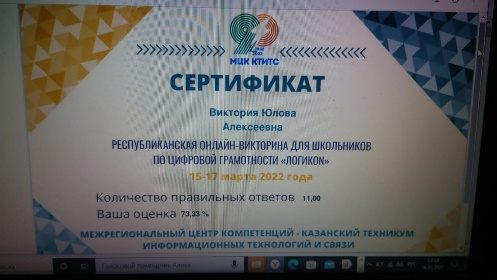 МЦК КТИТС
СЕРТИФИКАТ
Виктория Юлова
Алексеевна
РЕСПУБЛИКАНСКАЯ ОНЛАЙН-ВИКТОРИНА ДЛЯ ШКОЛЬНИКОВ
ПО ЦИФРОВОЙ ГРАМОТНОСТИ «ЛОГИКОN»
15-17 марта 2022 года
Количество правильных ответов 11,00
Ваша оценка 73,33 %
МЕЖРЕГИОНАЛЬНЫЙ ЦЕНТР КОМПЕТЕНЦИЙ - КАЗАНСКИЙ ТЕХНИКУМ
ИНФОРМАЦИОННЫХ ТЕХНОЛОГИЙ И СВЯЗИ
Голосовой помощник Алиса